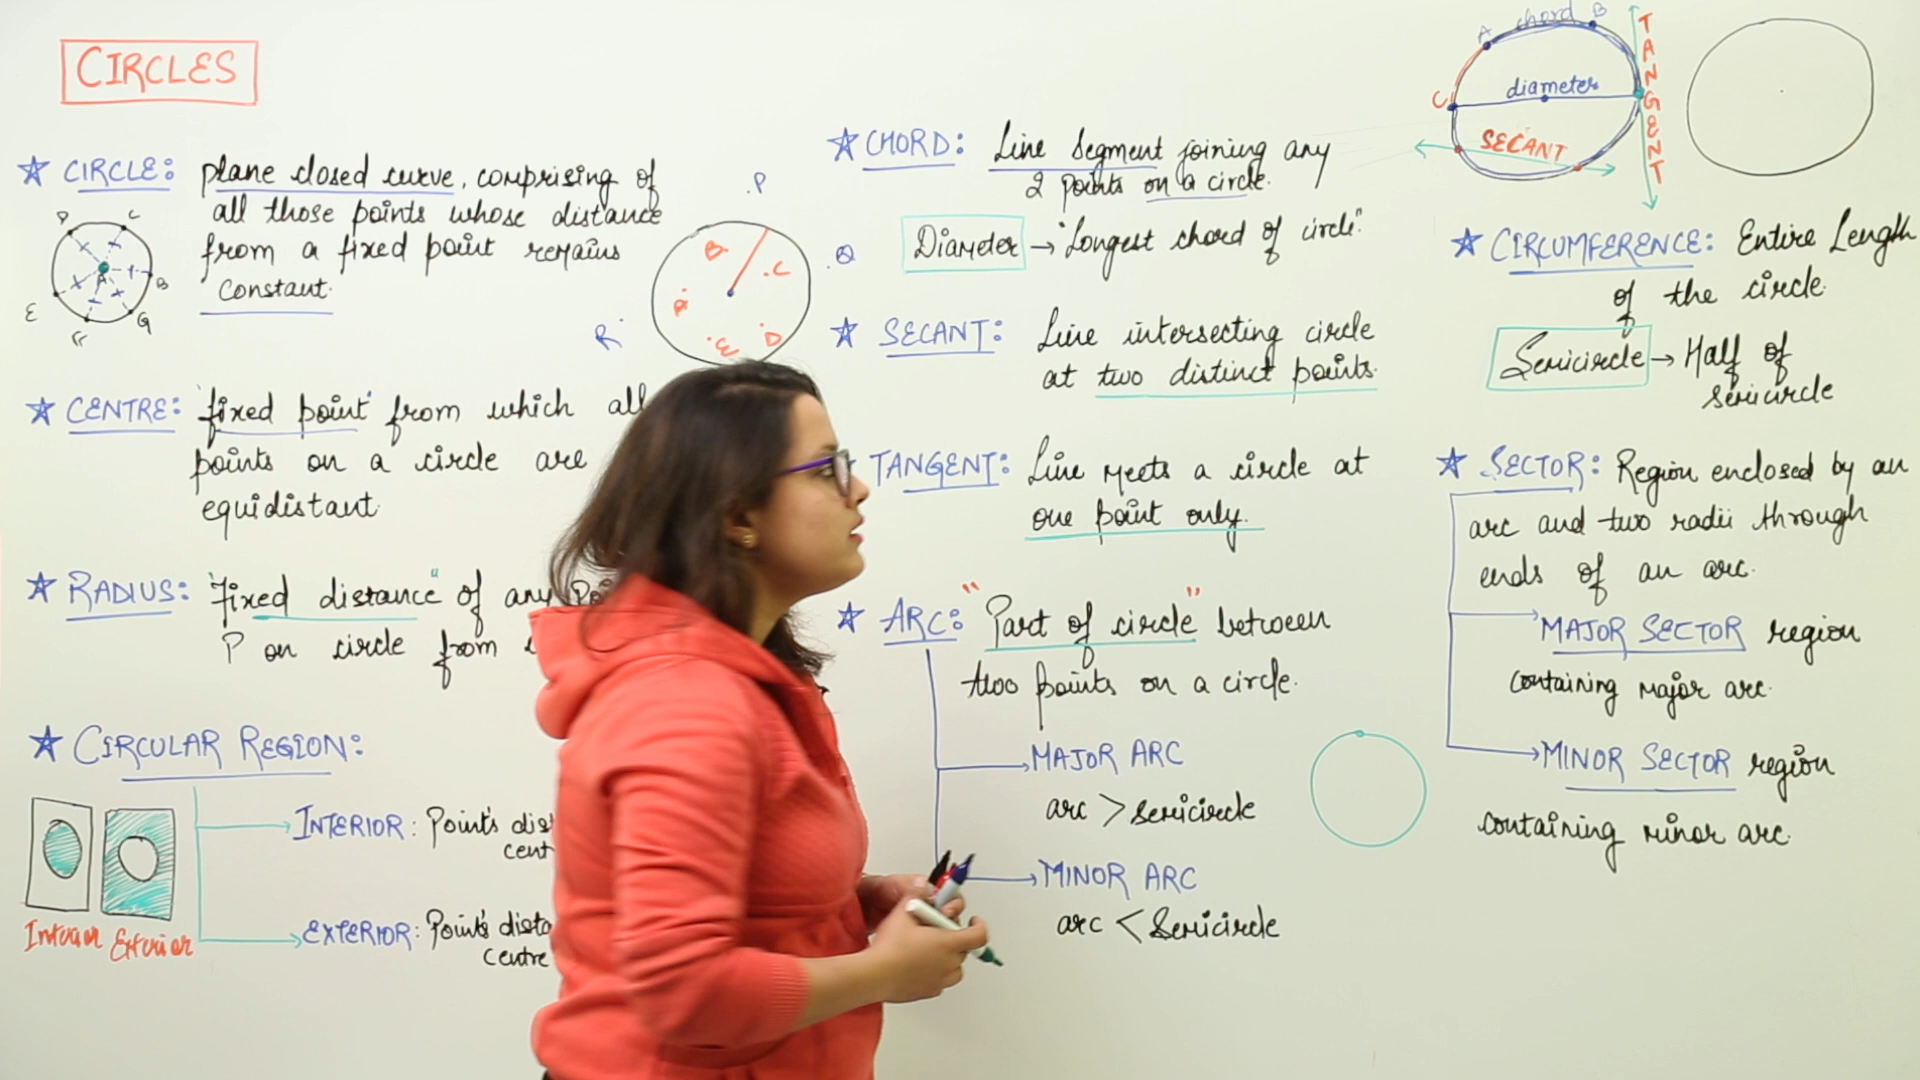 CIRCLES
☆ CIRCLE: plane closed curve, comprising of
all those points whose distance
from a fixed point remains
constant.
D C
A
B
E
F G
.P
.Q
R
B. .C
A
.E D
☆ CENTRE: "fixed point" from which all
points on a circle are
equidistant.
☆ RADIUS: "fixed distance" of any
P on circle from
☆ CIRCULAR REGION:
INTERIOR: Point's
cent
EXTERIOR: Point's
centre
Interior Exterior
☆ CHORD: Line Segment joining any
2 points on a circle.
Diameter → "Longest chord of circle".
☆ SECANT: Line intersecting circle
at two distinct points.
TANGENT: Line meets a circle at
one point only.
☆ ARC: "Part of circle" between
two points on a circle.
→ MAJOR ARC
arc > semicircle
→ MINOR ARC
arc < Semicircle
A chord B
C diameter
SECANT
TANGENT
☆ CIRCUMFERENCE: Entire Length
of the circle.
Semicircle → Half of
semicircle
☆ SECTOR: Region enclosed by an
arc and two radii through
ends of an arc.
→ MAJOR SECTOR region
containing major arc.
→ MINOR SECTOR region
containing minor arc.